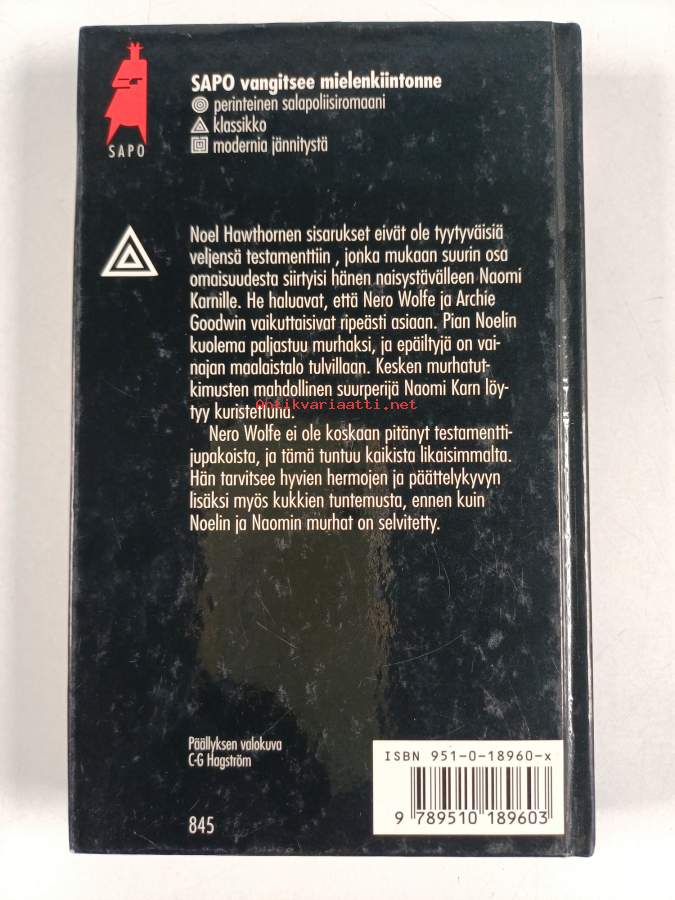 SAPO
SAPO vangitsee mielenkiintonne
perinteinen salapoliisiromaani
klassikko
modernia jännitystä
Noel Hawthornen sisarukset eivät ole tyytyväisiä
veljensä testamenttiin , jonka mukaan suurin osa
omaisuudesta siirtyisi hänen naisystävälleen Naomi
Karnille. He haluavat, että Nero Wolfe ja Archie
Goodwin vaikuttaisivat ripeästi asiaan. Pian Noelin
kuolema paljastuu murhaksi, ja epäiltyjä on vai-
najan maalaistalo tulvillaan. Kesken murhatut-
kimusten mahdollinen suurperijä Naomi Karn löy-
tyy kuristettuna.
Antikvariaatti.net
Nero Wolfe ei ole koskaan pitänyt testamentti-
jupakoista, ja tämä tuntuu kaikista likaisimmalta.
Hän tarvitsee hyvien hermojen ja päättelykyvyn
lisäksi myös kukkien tuntemusta, ennen kuin
Noelin ja Naomin murhat on selvitetty.
Päällyksen valokuva
C-G Hagström
845
ISBN 951-0-18960-x
9 789510 189603